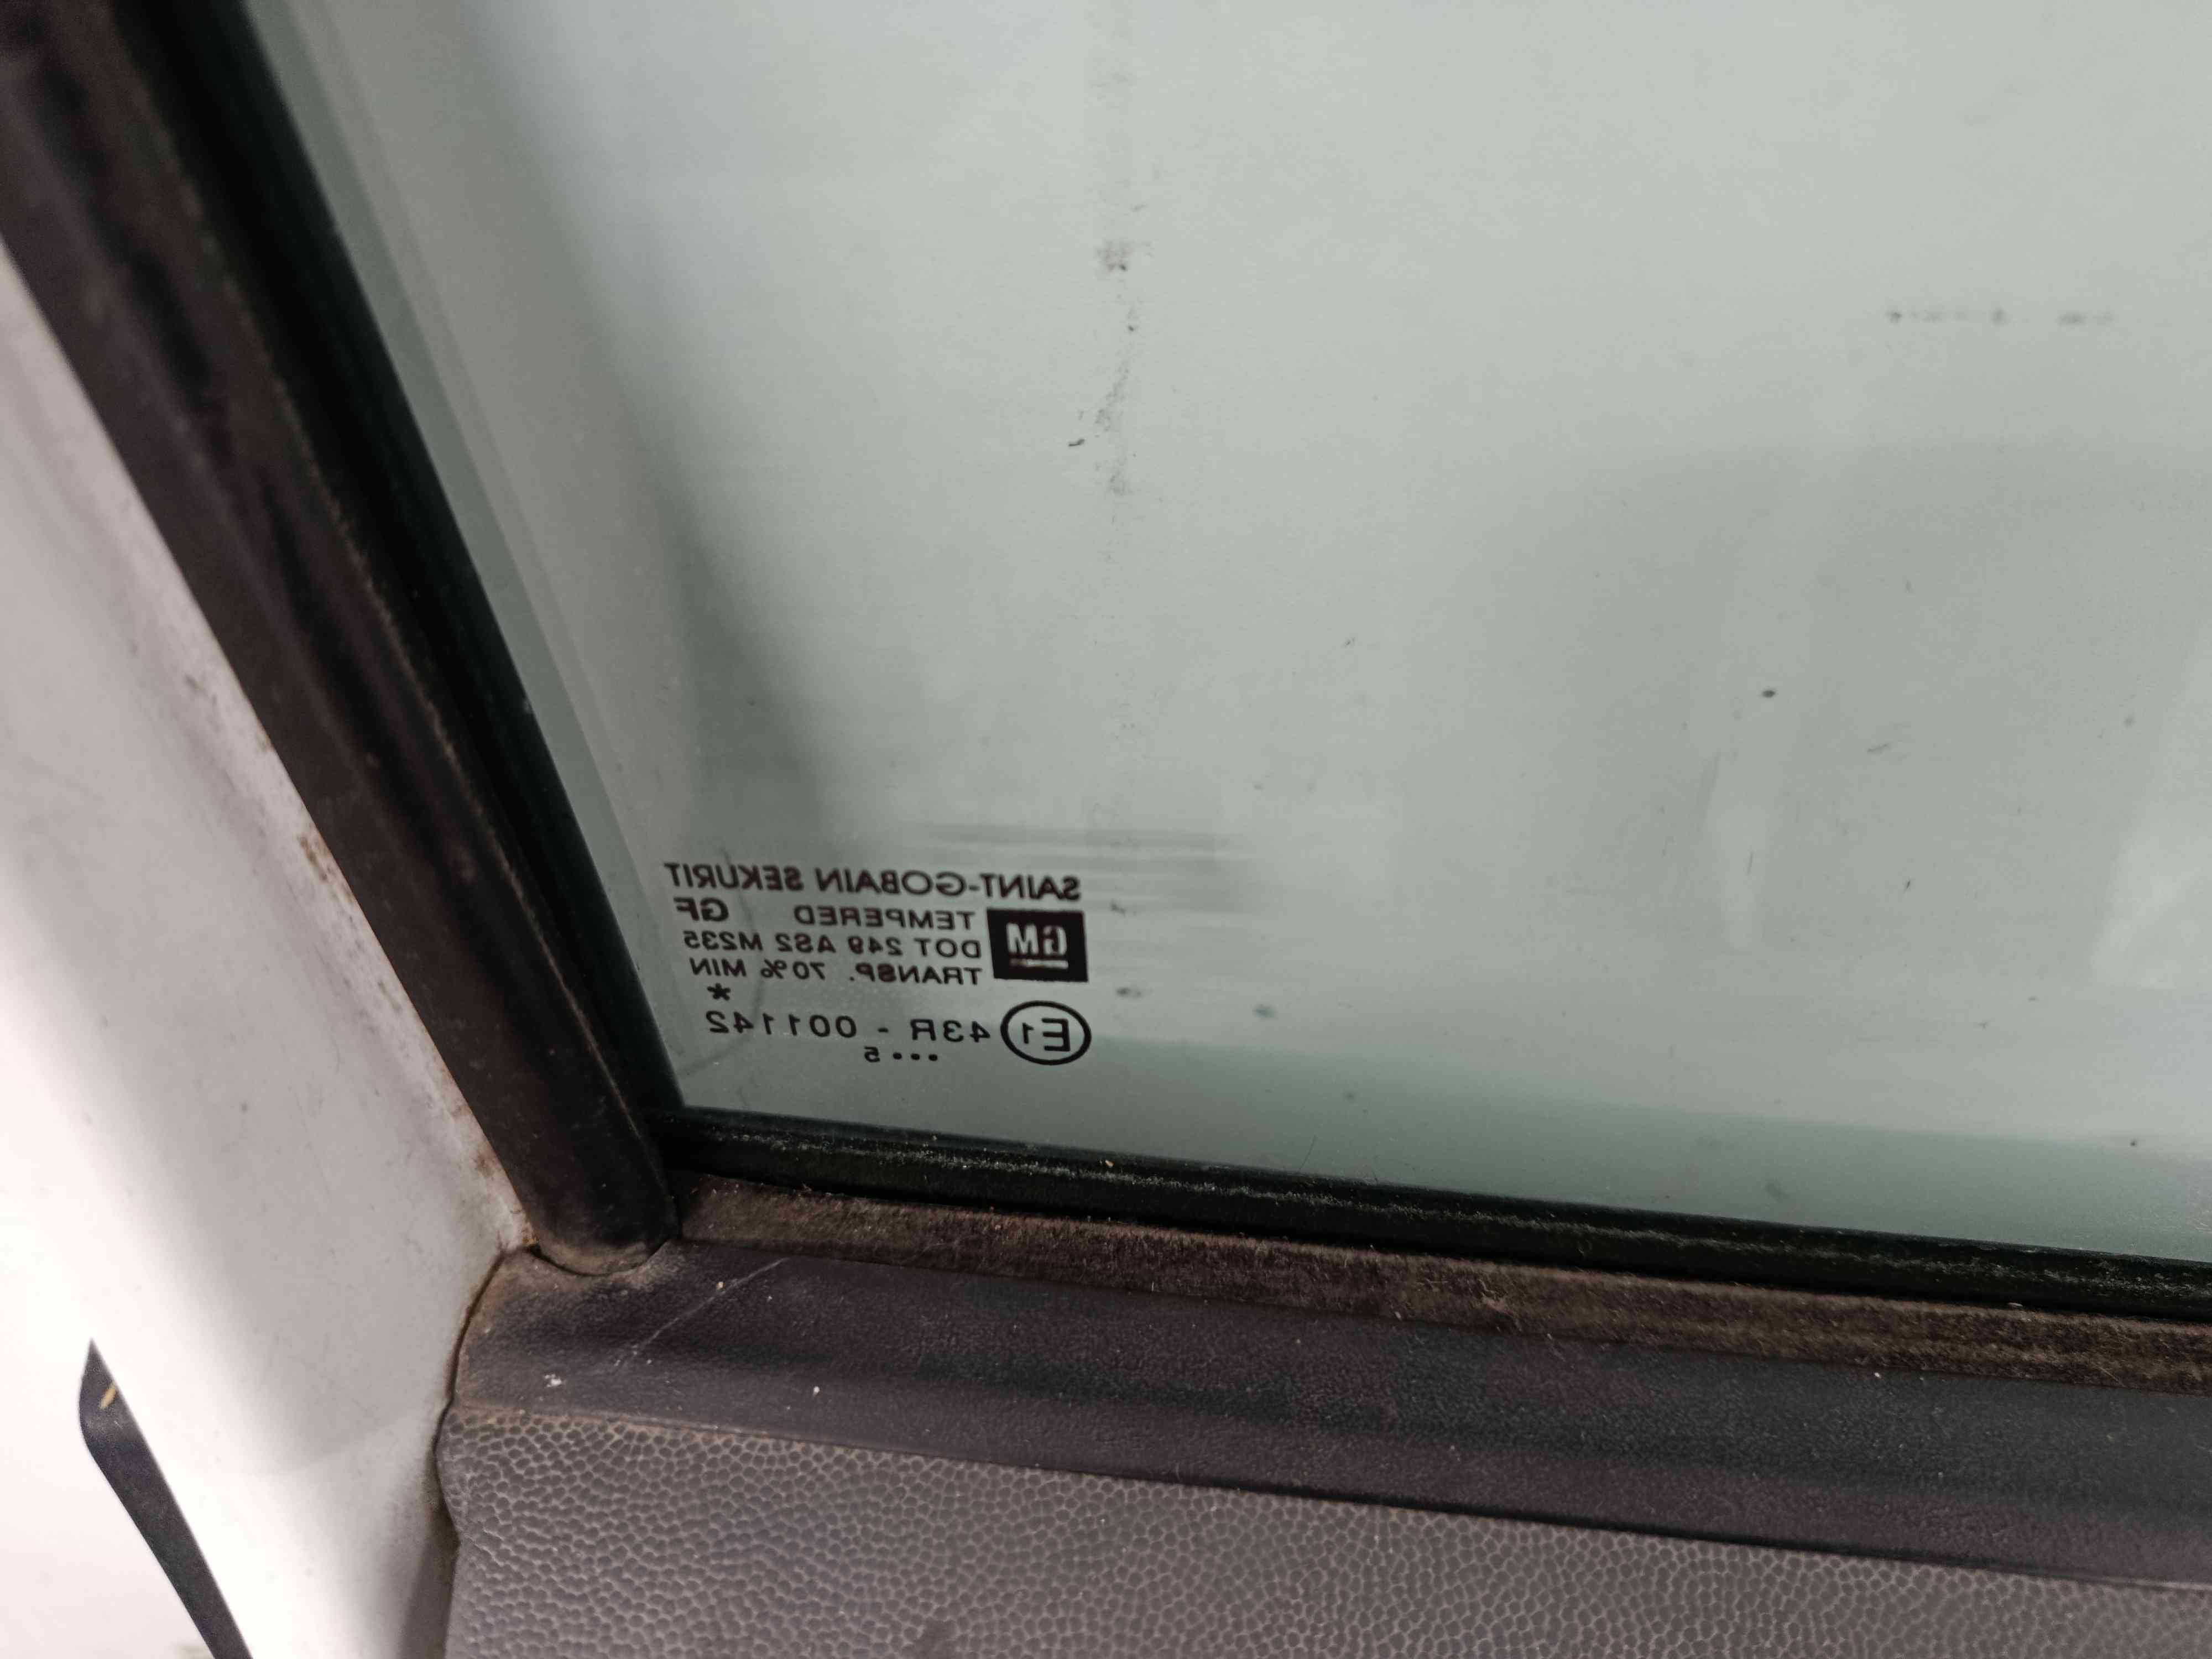 SAINT-GOBAIN SEKURIT
GM
TEMPERED GF
DOT 249 AS2 M235
TRANSP. 70% MIN
*
E1 43R - 001142
•••5